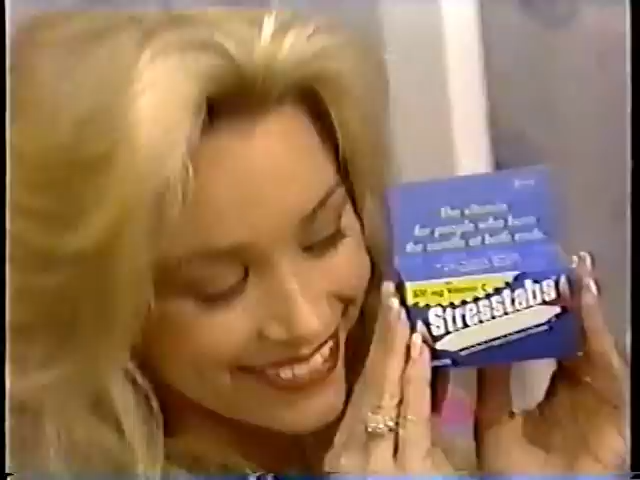 The vitamin
for people who burn
the candle at both ends.
500 mg Vitamin C
Stresstabs